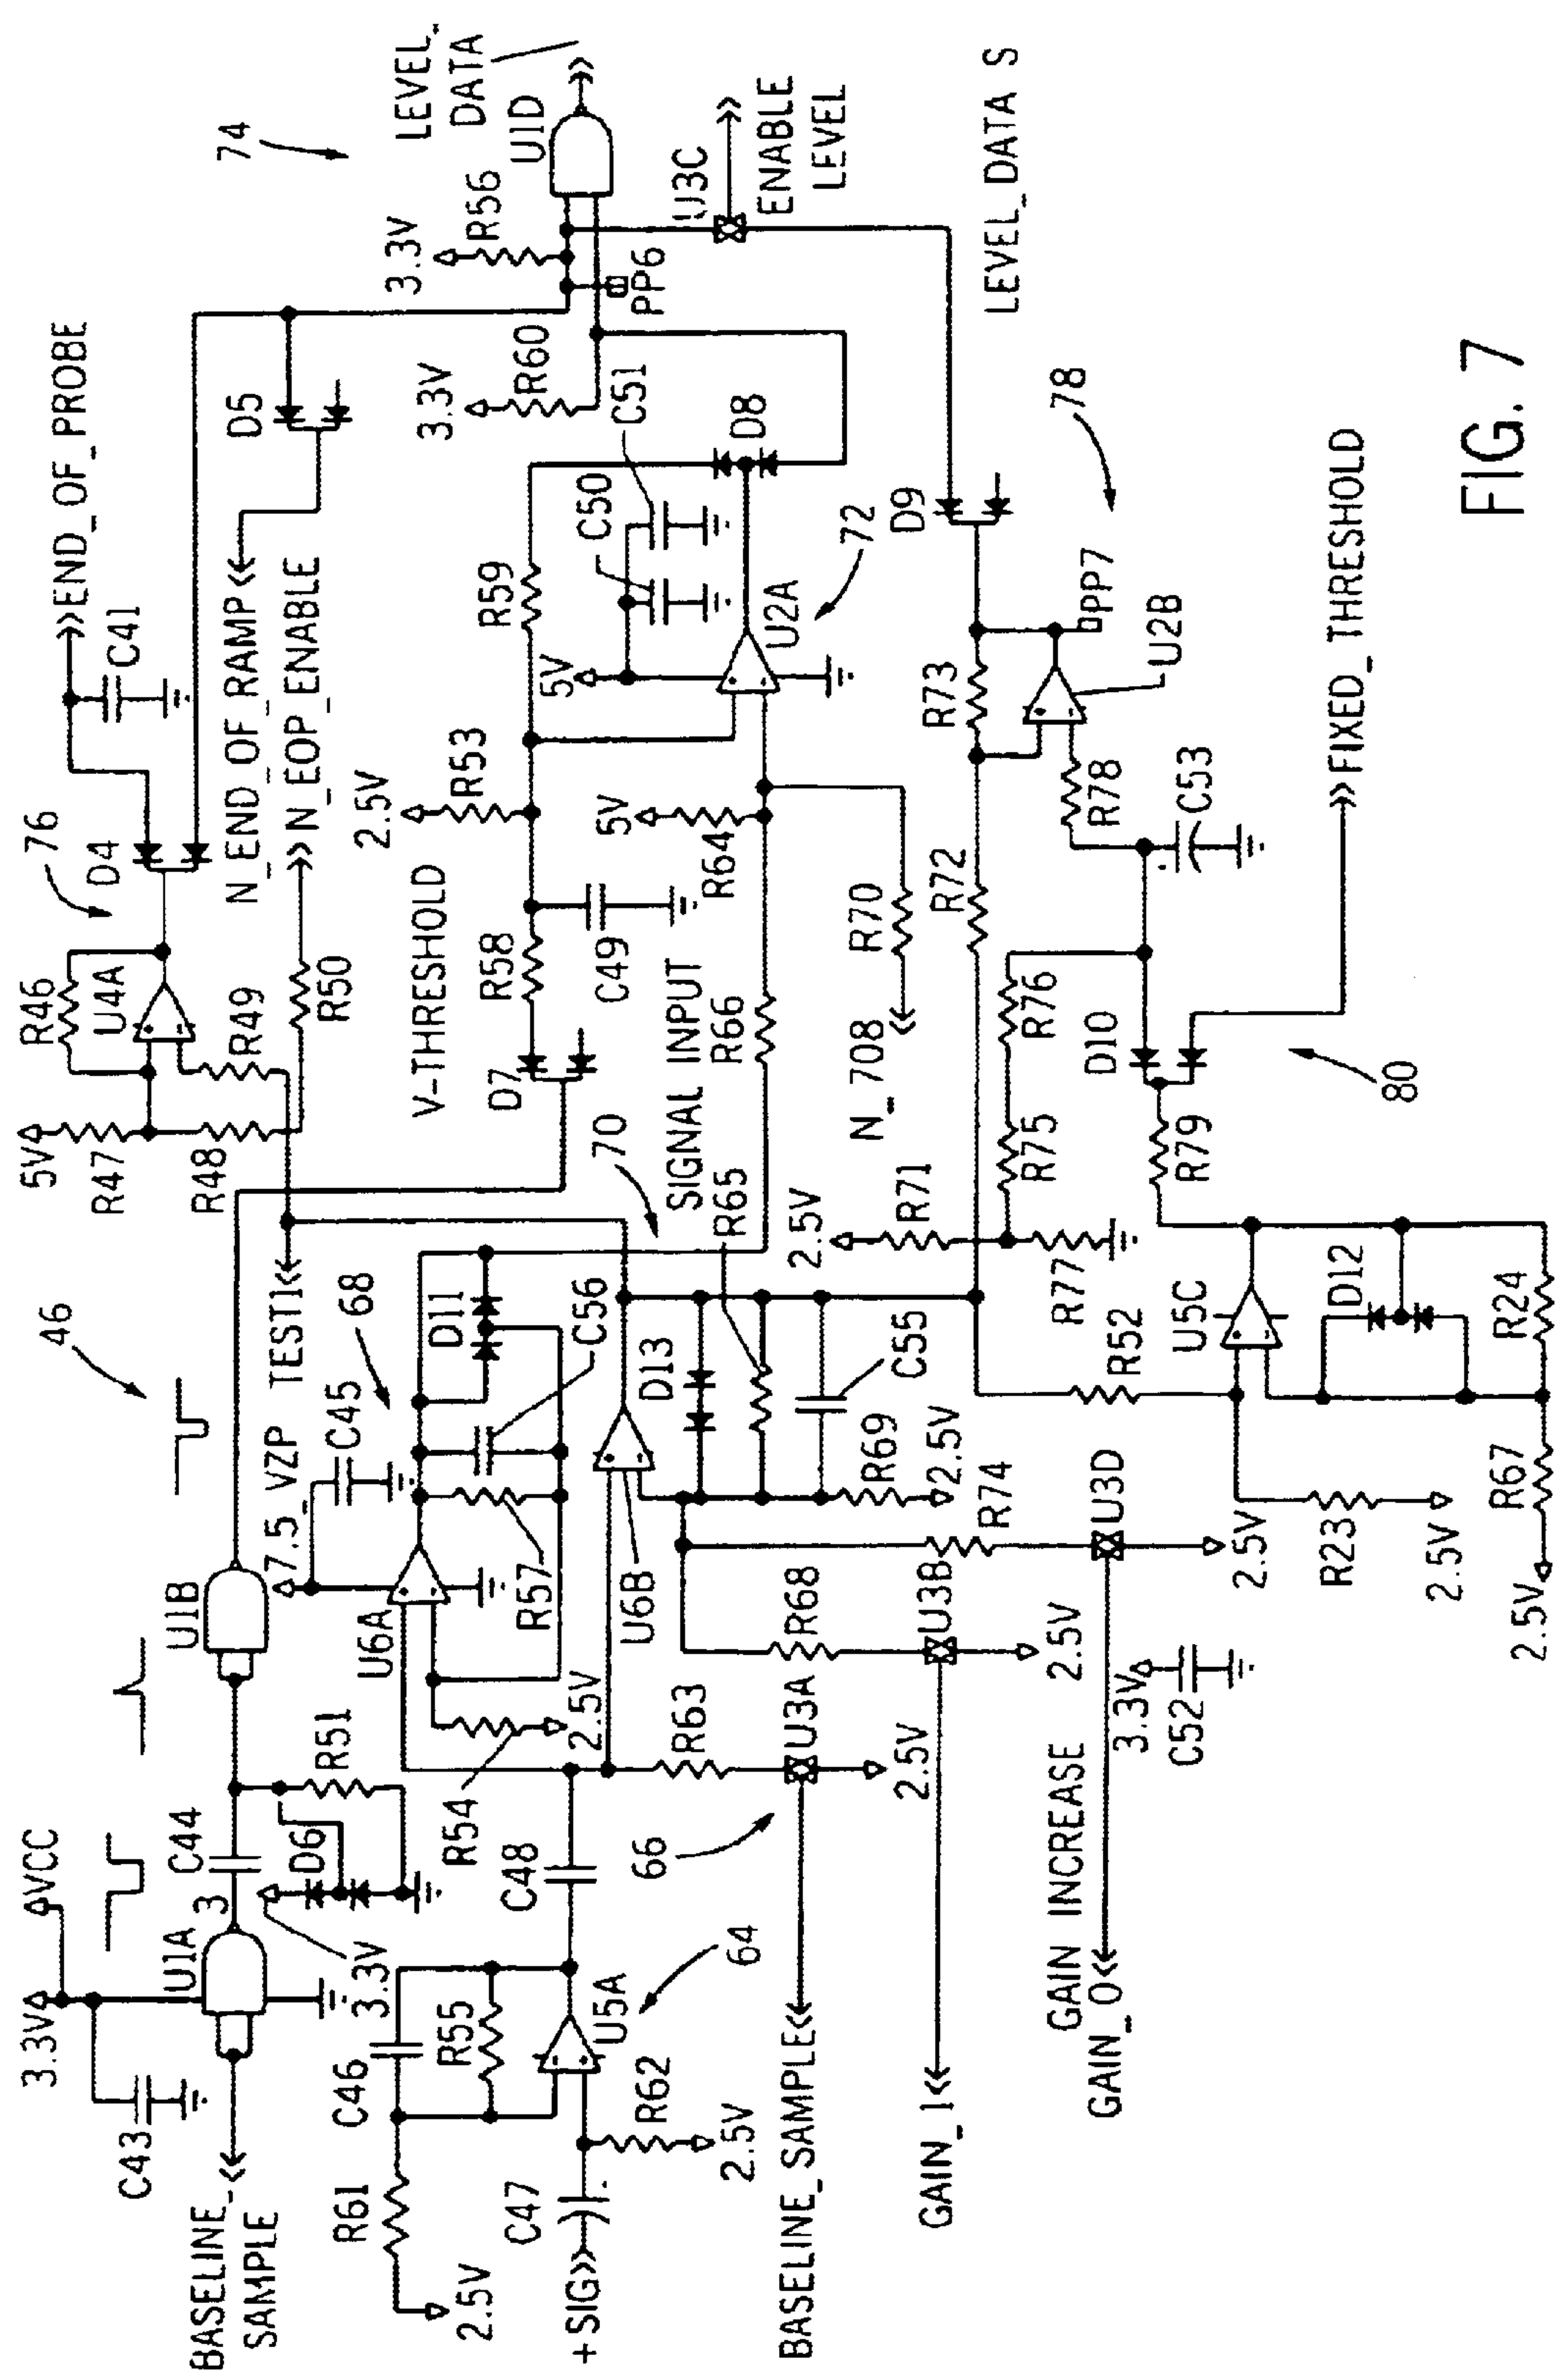 46
74
76
3.3V
VCC
C43
BASELINE_
SAMPLE
U1A
3
C44
D6
3.3V
R51
U1B
7.5_VZP
C45
TEST1
5V
R47
R48
R46
U4A
R49
R50
D4
C41
END_OF_PROBE
N_END_OF_RAMP
N_EOP_ENABLE
D5
3.3V
R56
U1D
LEVEL_
DATA
R61
2.5V
C46
R55
U5A
64
C47
+SIG
R62
2.5V
C48
R54
2.5V
U6A
R57
68
D11
C56
U6B
70
V-THRESHOLD
D7
R58
C49
2.5V
R53
R59
5V
C50
C51
3.3V
R60
PP6
D8
U2A
72
SIGNAL INPUT
R66
R65
5V
R64
R70
N_708
U3C
ENABLE
LEVEL
LEVEL_DATA S
66
R63
U3A
2.5V
BASELINE_SAMPLE
D13
C55
R69
2.5V
R68
U3B
2.5V
GAIN_1
R74
U3D
2.5V
GAIN INCREASE
GAIN_0
3.3V
C52
2.5V
R71
R77
R75
R76
R72
R73
R78
C53
U2B
PP7
D9
78
D10
80
FIXED_THRESHOLD
R79
R52
U5C
D12
R24
R23
2.5V
R67
2.5V
FIG. 7